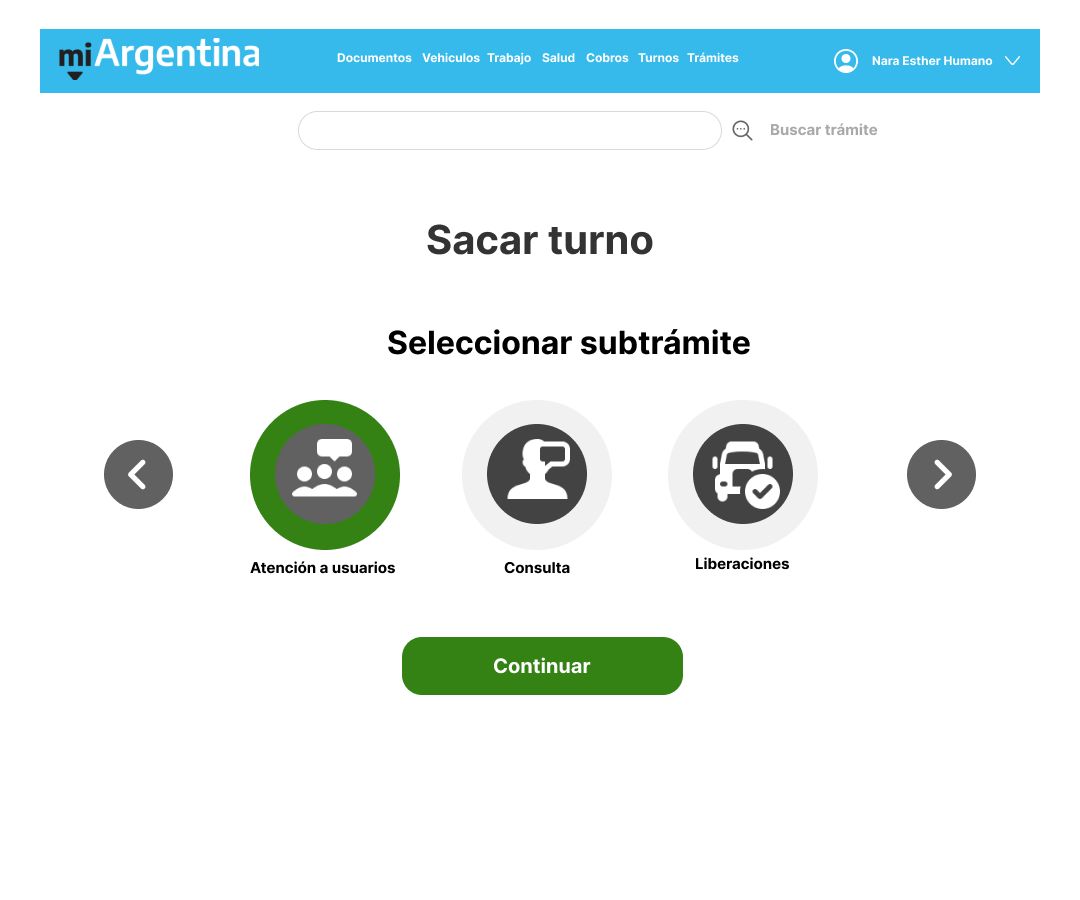 miArgentina
Documentos Vehiculos Trabajo Salud Cobros Turnos Trámites
Nara Esther Humano
Buscar trámite
Sacar turno
Seleccionar subtrámite
Atención a usuarios
Consulta
Liberaciones
Continuar